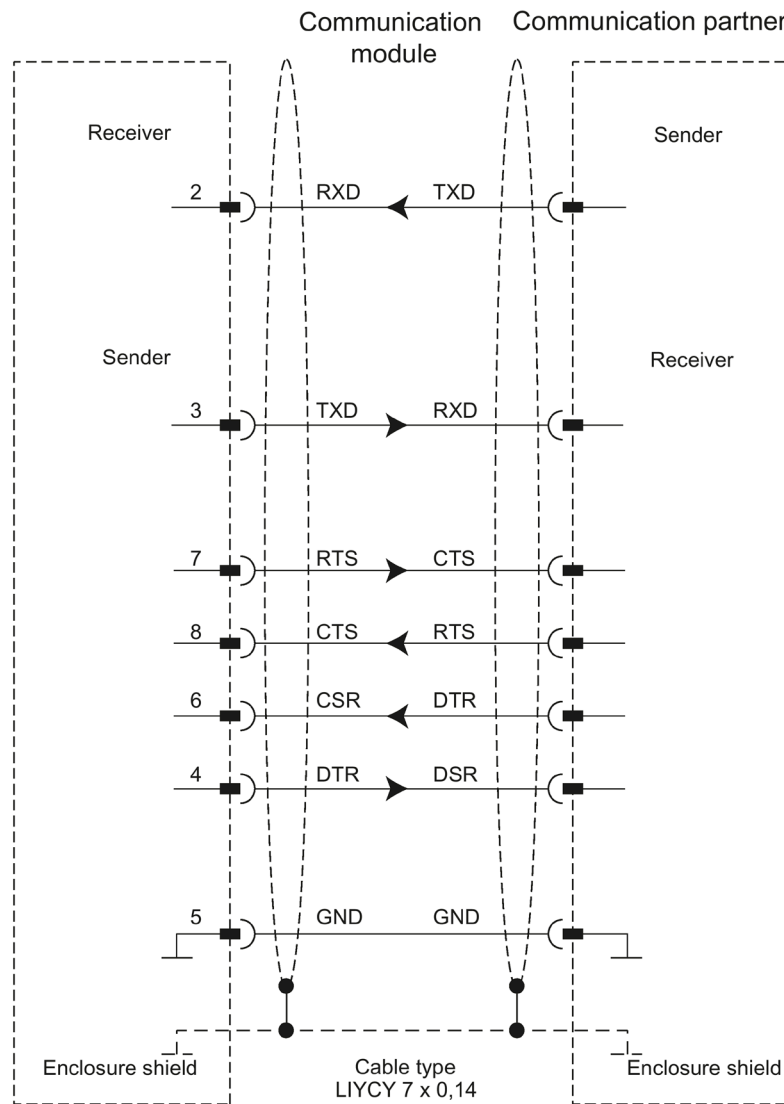 Communication module
Communication partner
Receiver
Sender
2 RXD TXD
Sender
Receiver
3 TXD RXD
7 RTS CTS
8 CTS RTS
6 CSR DTR
4 DTR DSR
5 GND GND
Enclosure shield
Cable type
LIYCY 7 x 0,14
Enclosure shield